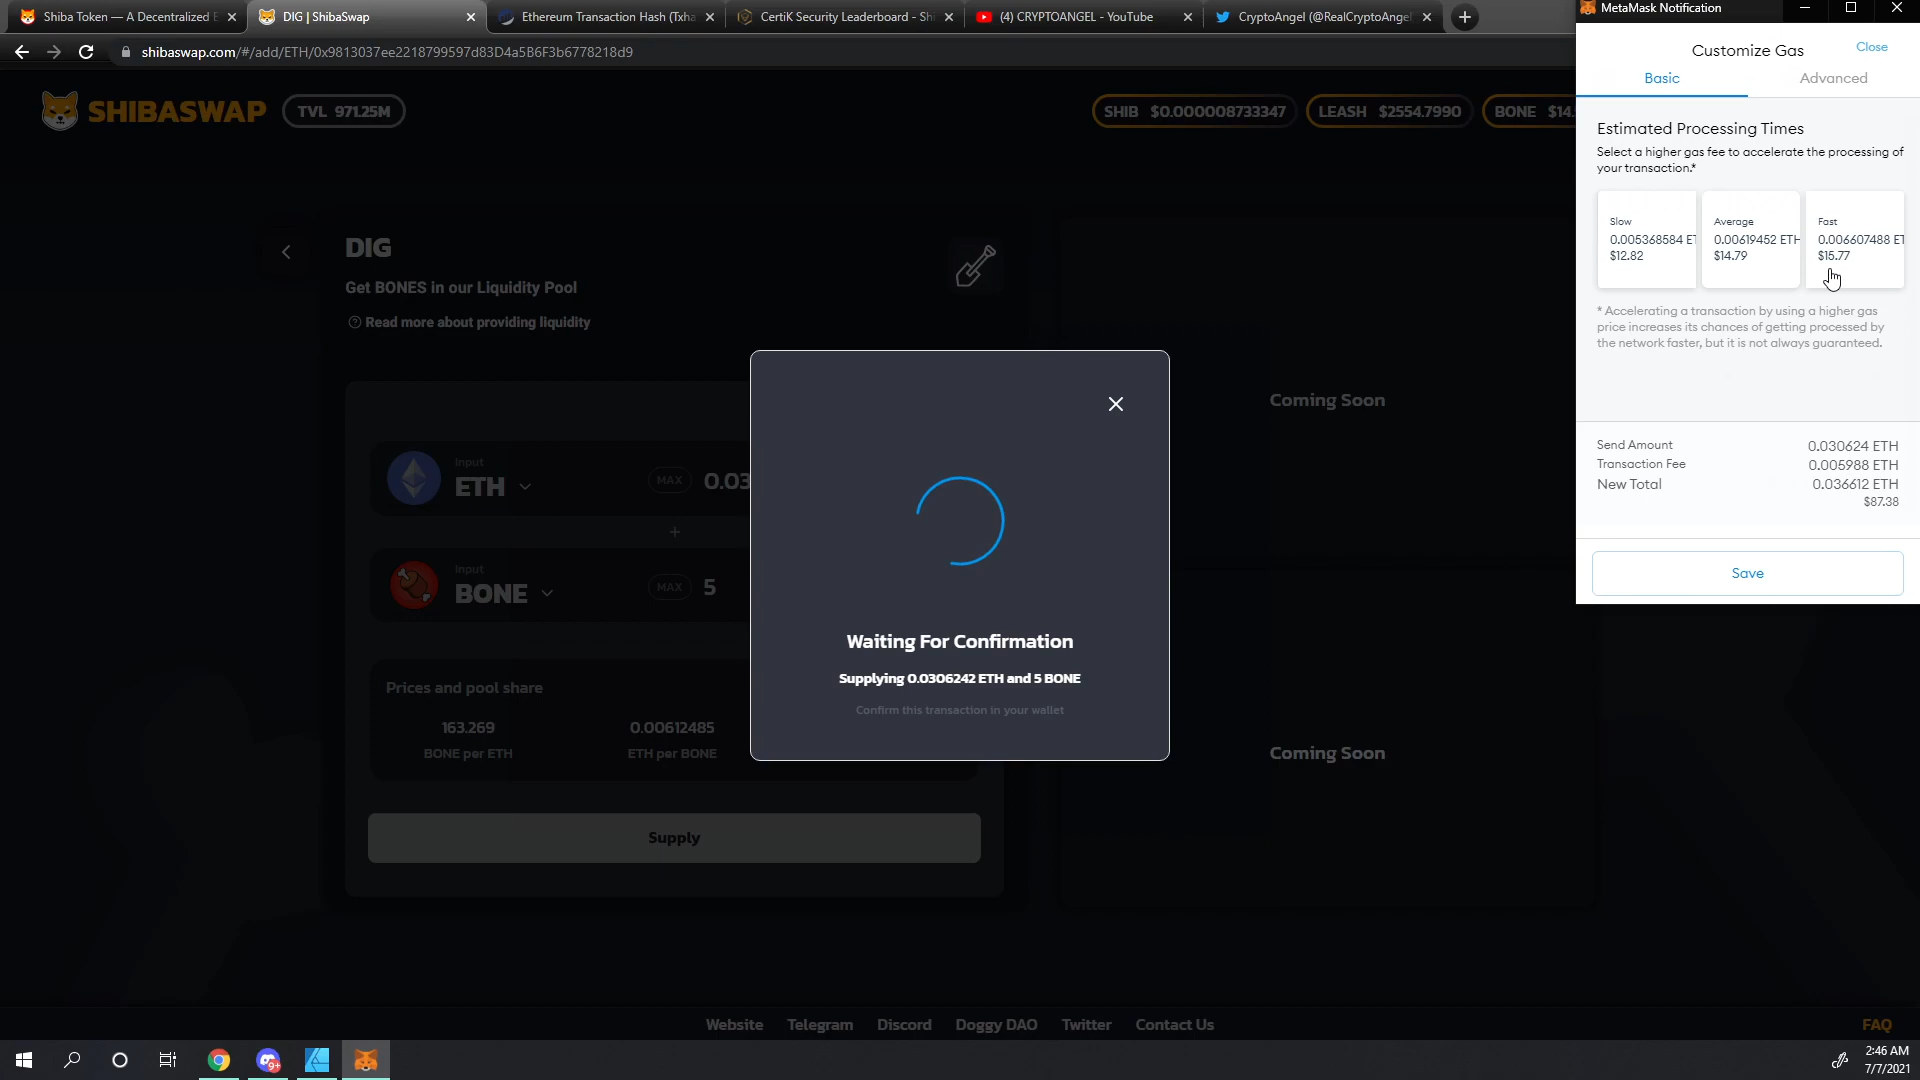 Shiba Token — A Decentralized E
DIG | ShibaSwap
Ethereum Transaction Hash (Txha
CertiK Security Leaderboard - Shi
(4) CRYPTOANGEL - YouTube
CryptoAngel (@RealCryptoAngel
shibaswap.com/#/add/ETH/0x9813037ee2218799597d83D4a5B6F3b6778218d9
SHIBASWAP
TVL 971.25M
SHIB $0.000008733347
LEASH $2554.7990
BONE $14.
DIG
Get BONES in our Liquidity Pool
Read more about providing liquidity
Input
ETH
MAX
0.03
+
Input
BONE
MAX
5
Prices and pool share
163.269
0.00612485
BONE per ETH
ETH per BONE
Supply
Waiting For Confirmation
Supplying 0.0306242 ETH and 5 BONE
Confirm this transaction in your wallet
Coming Soon
Coming Soon
MetaMask Notification
Customize Gas
Close
Basic
Advanced
Estimated Processing Times
Select a higher gas fee to accelerate the processing of
your transaction.*
Slow
0.005368584 ET
$12.82
Average
0.00619452 ETH
$14.79
Fast
0.006607488 ET
$15.77
* Accelerating a transaction by using a higher gas
price increases its chances of getting processed by
the network faster, but it is not always guaranteed.
Send Amount 0.030624 ETH
Transaction Fee 0.005988 ETH
New Total 0.036612 ETH
$87.38
Save
Website
Telegram
Discord
Doggy DAO
Twitter
Contact Us
FAQ
9+
2:46 AM
7/7/2021